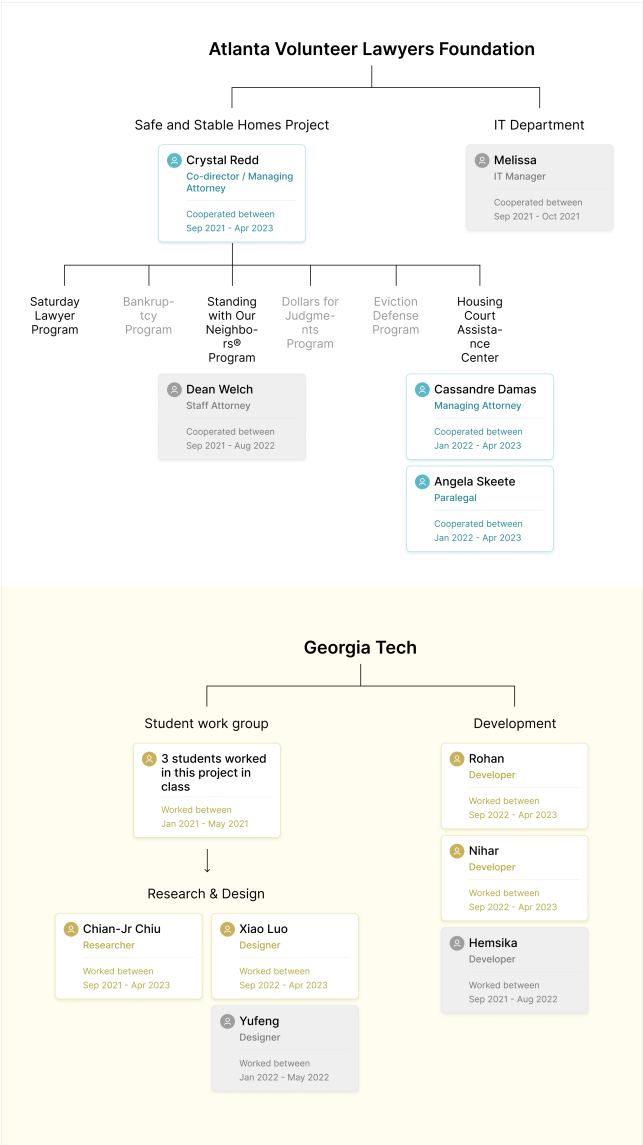 Atlanta Volunteer Lawyers Foundation
Safe and Stable Homes Project
IT Department
Crystal Redd
Co-director / Managing
Attorney
Cooperated between
Sep 2021 - Apr 2023
Melissa
IT Manager
Cooperated between
Sep 2021 - Oct 2021
Saturday
Lawyer
Program
Bankrup-
tcy
Program
Standing
with Our
Neighbo-
rs®
Program
Dollars for
Judgme-
nts
Program
Eviction
Defense
Program
Housing
Court
Assista-
nce
Center
Dean Welch
Staff Attorney
Cooperated between
Sep 2021 - Aug 2022
Cassandre Damas
Managing Attorney
Cooperated between
Jan 2022 - Apr 2023
Angela Skeete
Paralegal
Cooperated between
Jan 2022 - Apr 2023
Georgia Tech
Student work group
Development
3 students worked
in this project in
class
Worked between
Jan 2021 - May 2021
Rohan
Developer
Worked between
Sep 2022 - Apr 2023
Nihar
Developer
Worked between
Sep 2022 - Apr 2023
Research & Design
Chian-Jr Chiu
Researcher
Worked between
Sep 2021 - Apr 2023
Xiao Luo
Designer
Worked between
Sep 2022 - Apr 2023
Hemsika
Developer
Worked between
Sep 2021 - Aug 2022
Yufeng
Designer
Worked between
Jan 2022 - May 2022